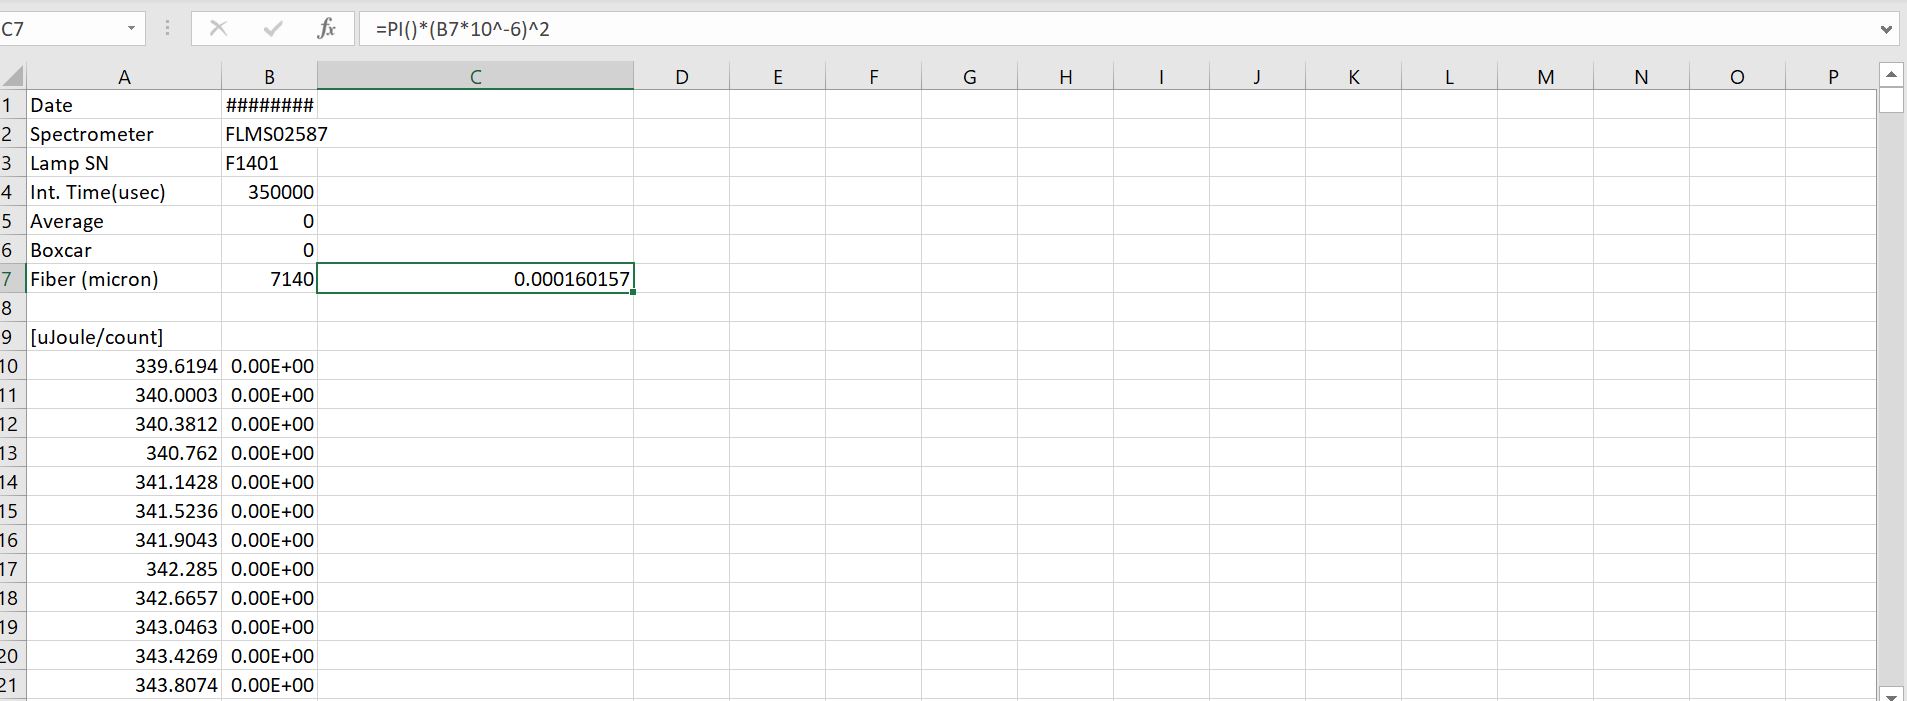 C7 fx =PI()*(B7*10^-6)^2
A B C D E F G H I J K L M N O P
1 Date ########
2 Spectrometer FLMS02587
3 Lamp SN F1401
4 Int. Time(usec) 350000
5 Average 0
6 Boxcar 0
7 Fiber (micron) 7140 0.000160157
8
9 [uJoule/count]
10 339.6194 0.00E+00
11 340.0003 0.00E+00
12 340.3812 0.00E+00
13 340.762 0.00E+00
14 341.1428 0.00E+00
15 341.5236 0.00E+00
16 341.9043 0.00E+00
17 342.285 0.00E+00
18 342.6657 0.00E+00
19 343.0463 0.00E+00
20 343.4269 0.00E+00
21 343.8074 0.00E+00